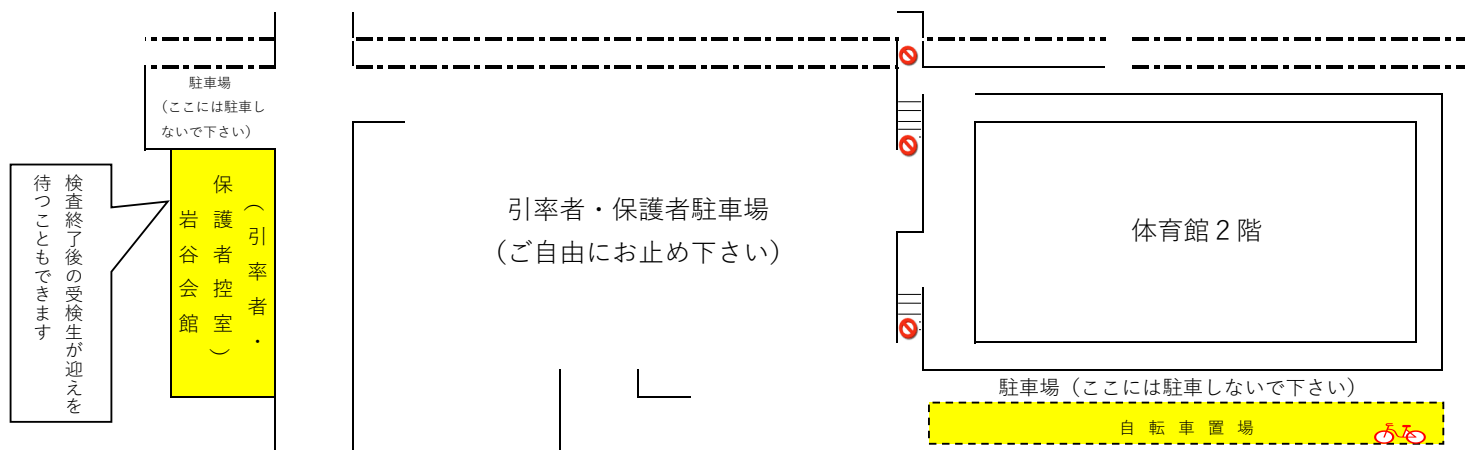 駐車場
（ここには駐車し
ないで下さい）
検査終了後の受検生が迎えを
待つこともできます
（引率者・
保護者控室）
岩谷会館
引率者・保護者駐車場
（ご自由にお止め下さい）
体育館２階
駐車場（ここには駐車しないで下さい）
自転車置場